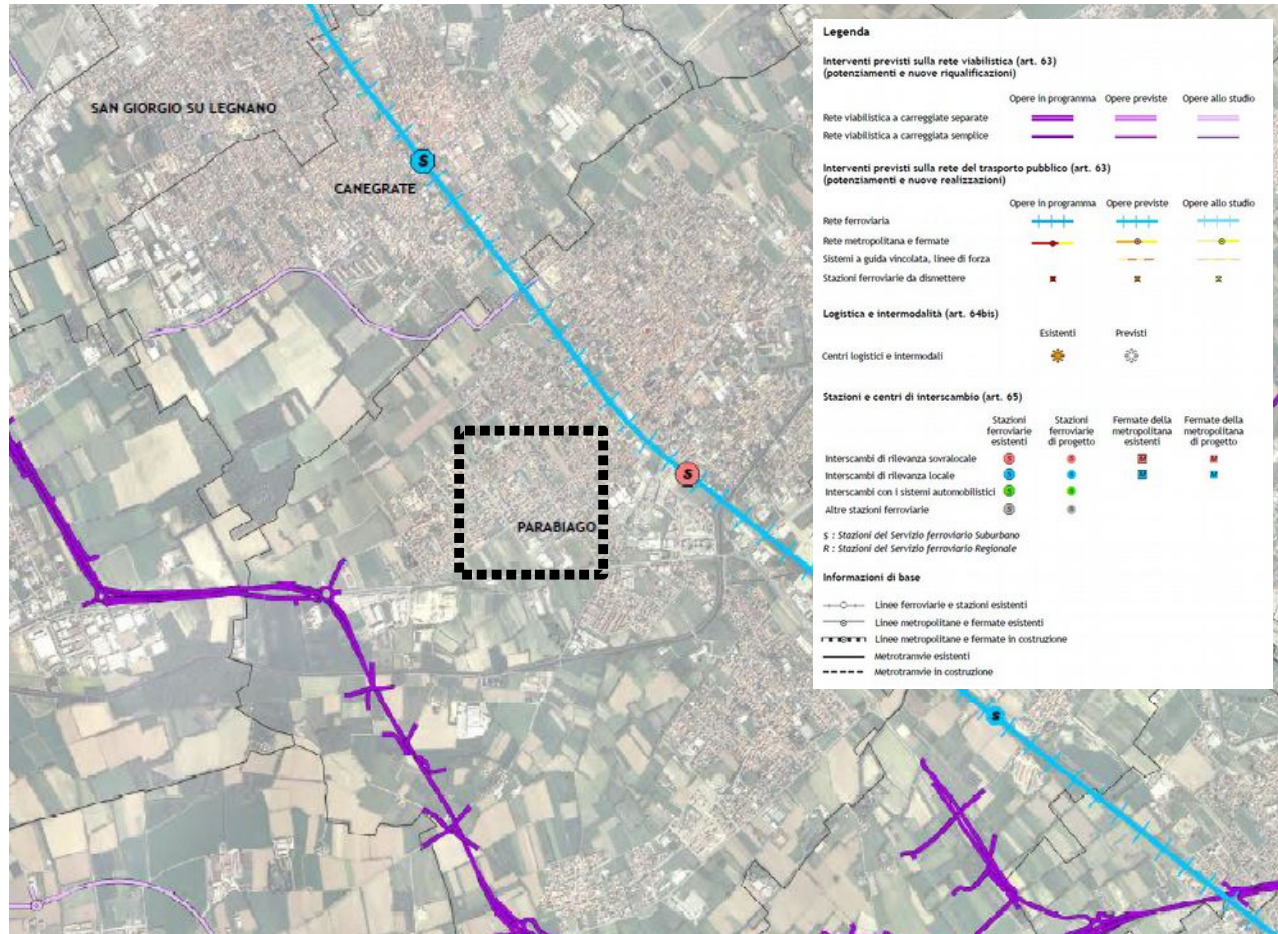 SAN GIORGIO SU LEGNANO
CANEGRATE
S
S
PARABIAGO
S
Legenda
Interventi previsti sulla rete viabilistica (art. 63)
(potenziamenti e nuove riqualificazioni)
Opere in programma Opere previste Opere allo studio
Rete viabilistica a carreggiate separate
Rete viabilistica a carreggiata semplice
Interventi previsti sulla rete del trasporto pubblico (art. 63)
(potenziamenti e nuove realizzazioni)
Opere in programma Opere previste Opere allo studio
Rete ferroviaria
Rete metropolitana e fermate
Sistemi a guida vincolata, linee di forza
Stazioni ferroviarie da dismettere
Logistica e intermodalità (art. 64bis)
Esistenti Previsti
Centri logistici e intermodali
Stazioni e centri di interscambio (art. 65)
Stazioni Stazioni Fermate della Fermate della
ferroviarie ferroviarie metropolitana metropolitana
esistenti di progetto esistenti di progetto
Interscambi di rilevanza sovralocale S S M M
Interscambi di rilevanza locale S S M M
Interscambi con i sistemi automobilistici S S
Altre stazioni ferroviarie S S
S : Stazioni del Servizio ferroviario Suburbano
R : Stazioni del Servizio ferroviario Regionale
Informazioni di base
Linee ferroviarie e stazioni esistenti
Linee metropolitane e fermate esistenti
Linee metropolitane e fermate in costruzione
Metrotramvie esistenti
Metrotramvie in costruzione